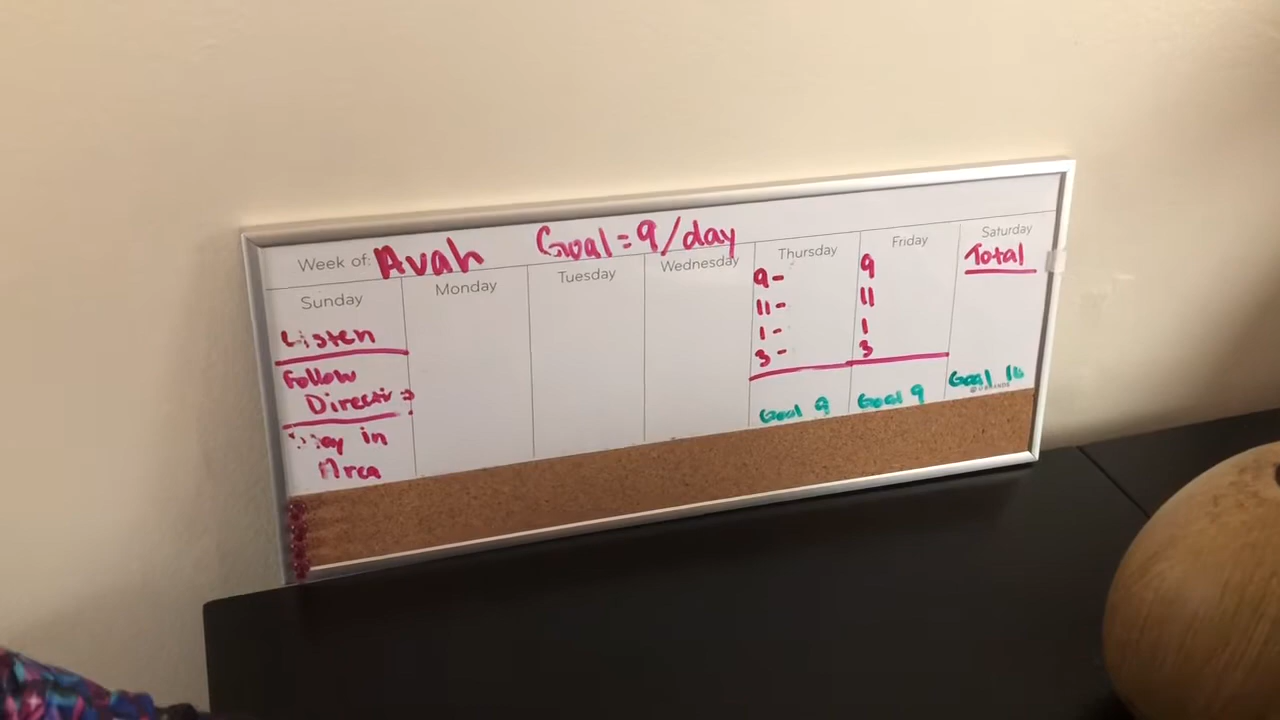 Week of: Avah Goal = 9/day
Sunday Monday Tuesday Wednesday Thursday Friday Saturday
Total
9- 9
11- 11
1- 1
3- 3
Listen
Follow
Goal 9 Goal 9 Goal
in
Area